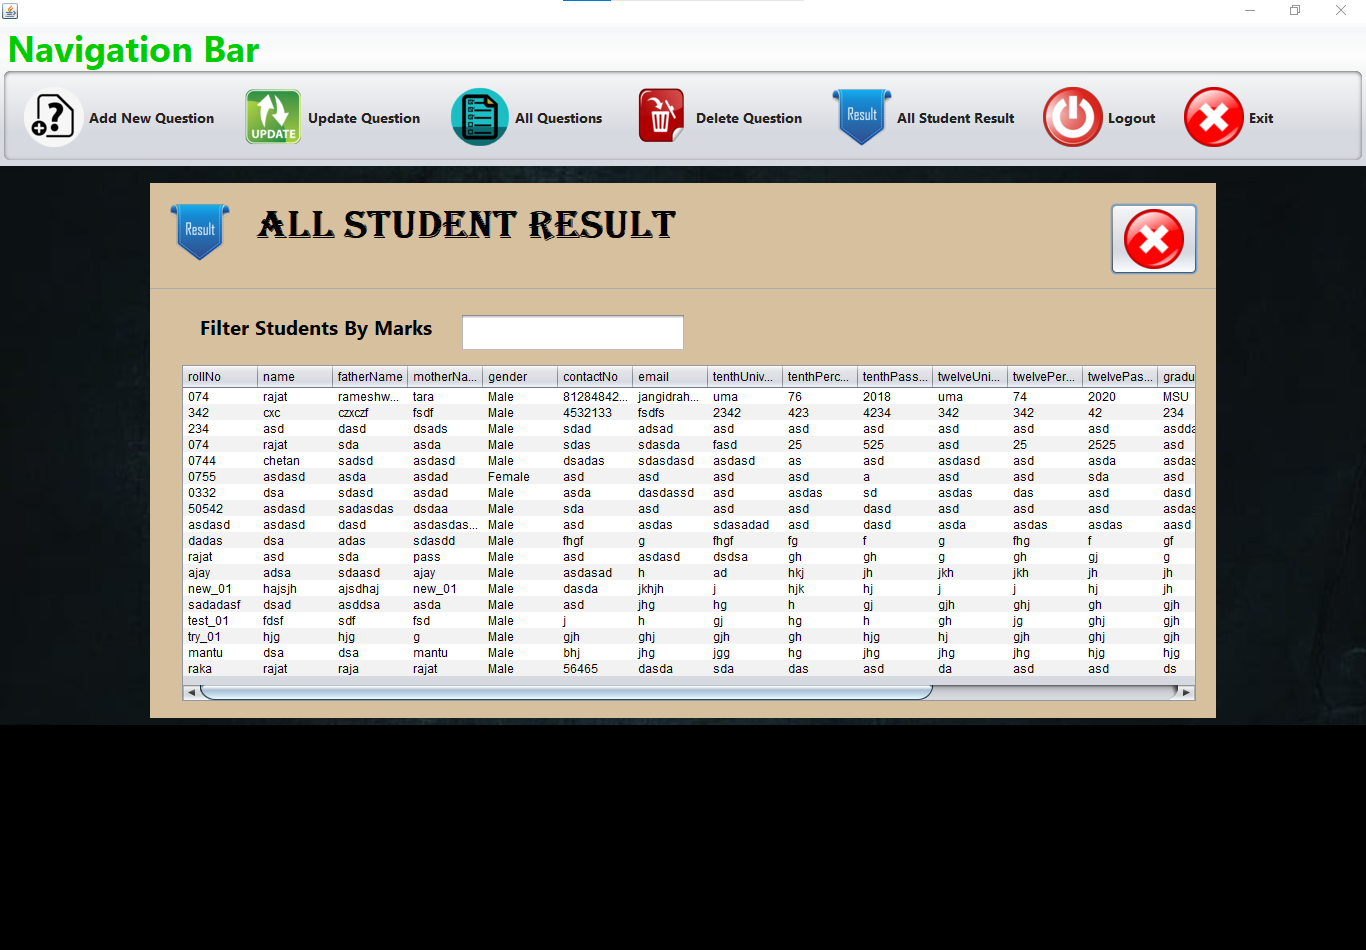 Navigation Bar
Add New Question UPDATE Update Question All Questions Delete Question Result All Student Result Logout Exit
Result ALL STUDENT RESULT
Filter Students By Marks
rollNo name fatherName motherNa... gender contactNo email tenthUniv... tenthPerc... tenthPass... twelveUni... twelvePer... twelvePas... gradu
074 rajat rameshw... tara Male 81284842... jangidrah... uma 76 2018 uma 74 2020 MSU
342 cxc czxczf fsdf Male 4532133 fsdfs 2342 423 4234 342 342 42 234
234 asd dasd dsads Male sdad adsad asd asd asd asd asd asd asdda
074 rajat sda asda Male sdas sdasda fasd 25 525 asd 25 2525 asd
0744 chetan sadsd asdasd Male dsadas sdasdasd asdasd as asd asdasd asd asda asdas
0755 asdasd asda asdad Female asd asd asd asd a asd asd sda asd
0332 dsa sdasd asdad Male asda dasdassd asd asdas sd asdas das asd dasd
50542 asdasd sadasdas dsdaa Male sda asd asd asd dasd asd asd asd asdas
asdasd asdasd dasd asdasdas... Male asd asdas sdasadad asd dasd asda asdas asdas aasd
dadas dsa adas sdasdd Male fhgf g fhgf fg f g fhg f gf
rajat asd sda pass Male asd asdasd dsdsa gh gh g gh gj g
ajay adsa sdaasd ajay Male asdasad h ad hkj jh jkh jkh jh jh
new_01 hajsjh ajsdhaj new_01 Male dasda jkhjh j hjk hj j j hj jh
sadadasf dsad asddsa asda Male asd jhg hg h gj gjh ghj gh gjh
test_01 fdsf sdf fsd Male j h gj hg h gh jg ghj gjh
try_01 hjg hjg g Male gjh ghj gjh gh hjg hj gjh ghj gjh
mantu dsa dsa mantu Male bhj jhg jgg hg jhg jhg jhg hjg hjg
raka rajat raja rajat Male 56465 dasda sda das asd da asd asd ds